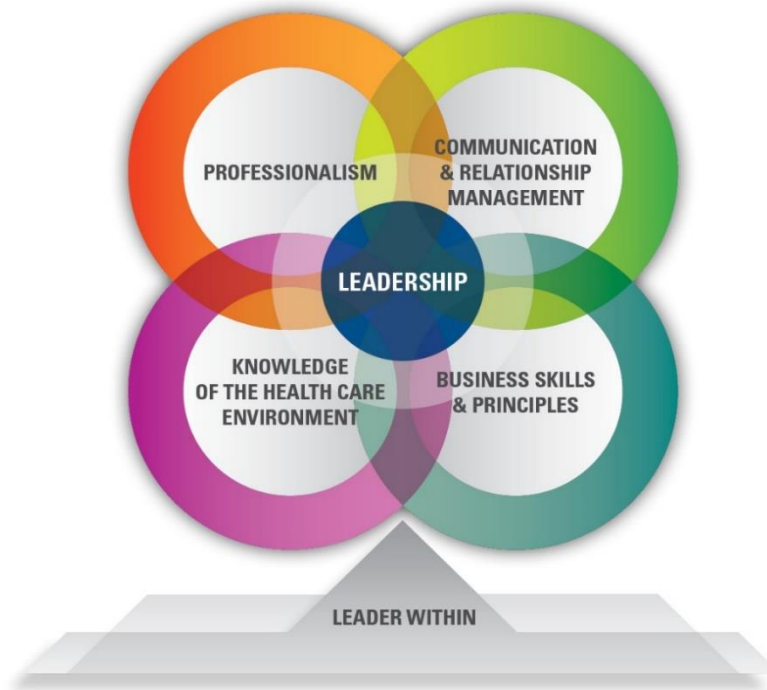 PROFESSIONALISM
COMMUNICATION
& RELATIONSHIP
MANAGEMENT
LEADERSHIP
KNOWLEDGE
OF THE HEALTH CARE
ENVIRONMENT
BUSINESS SKILLS
& PRINCIPLES
LEADER WITHIN